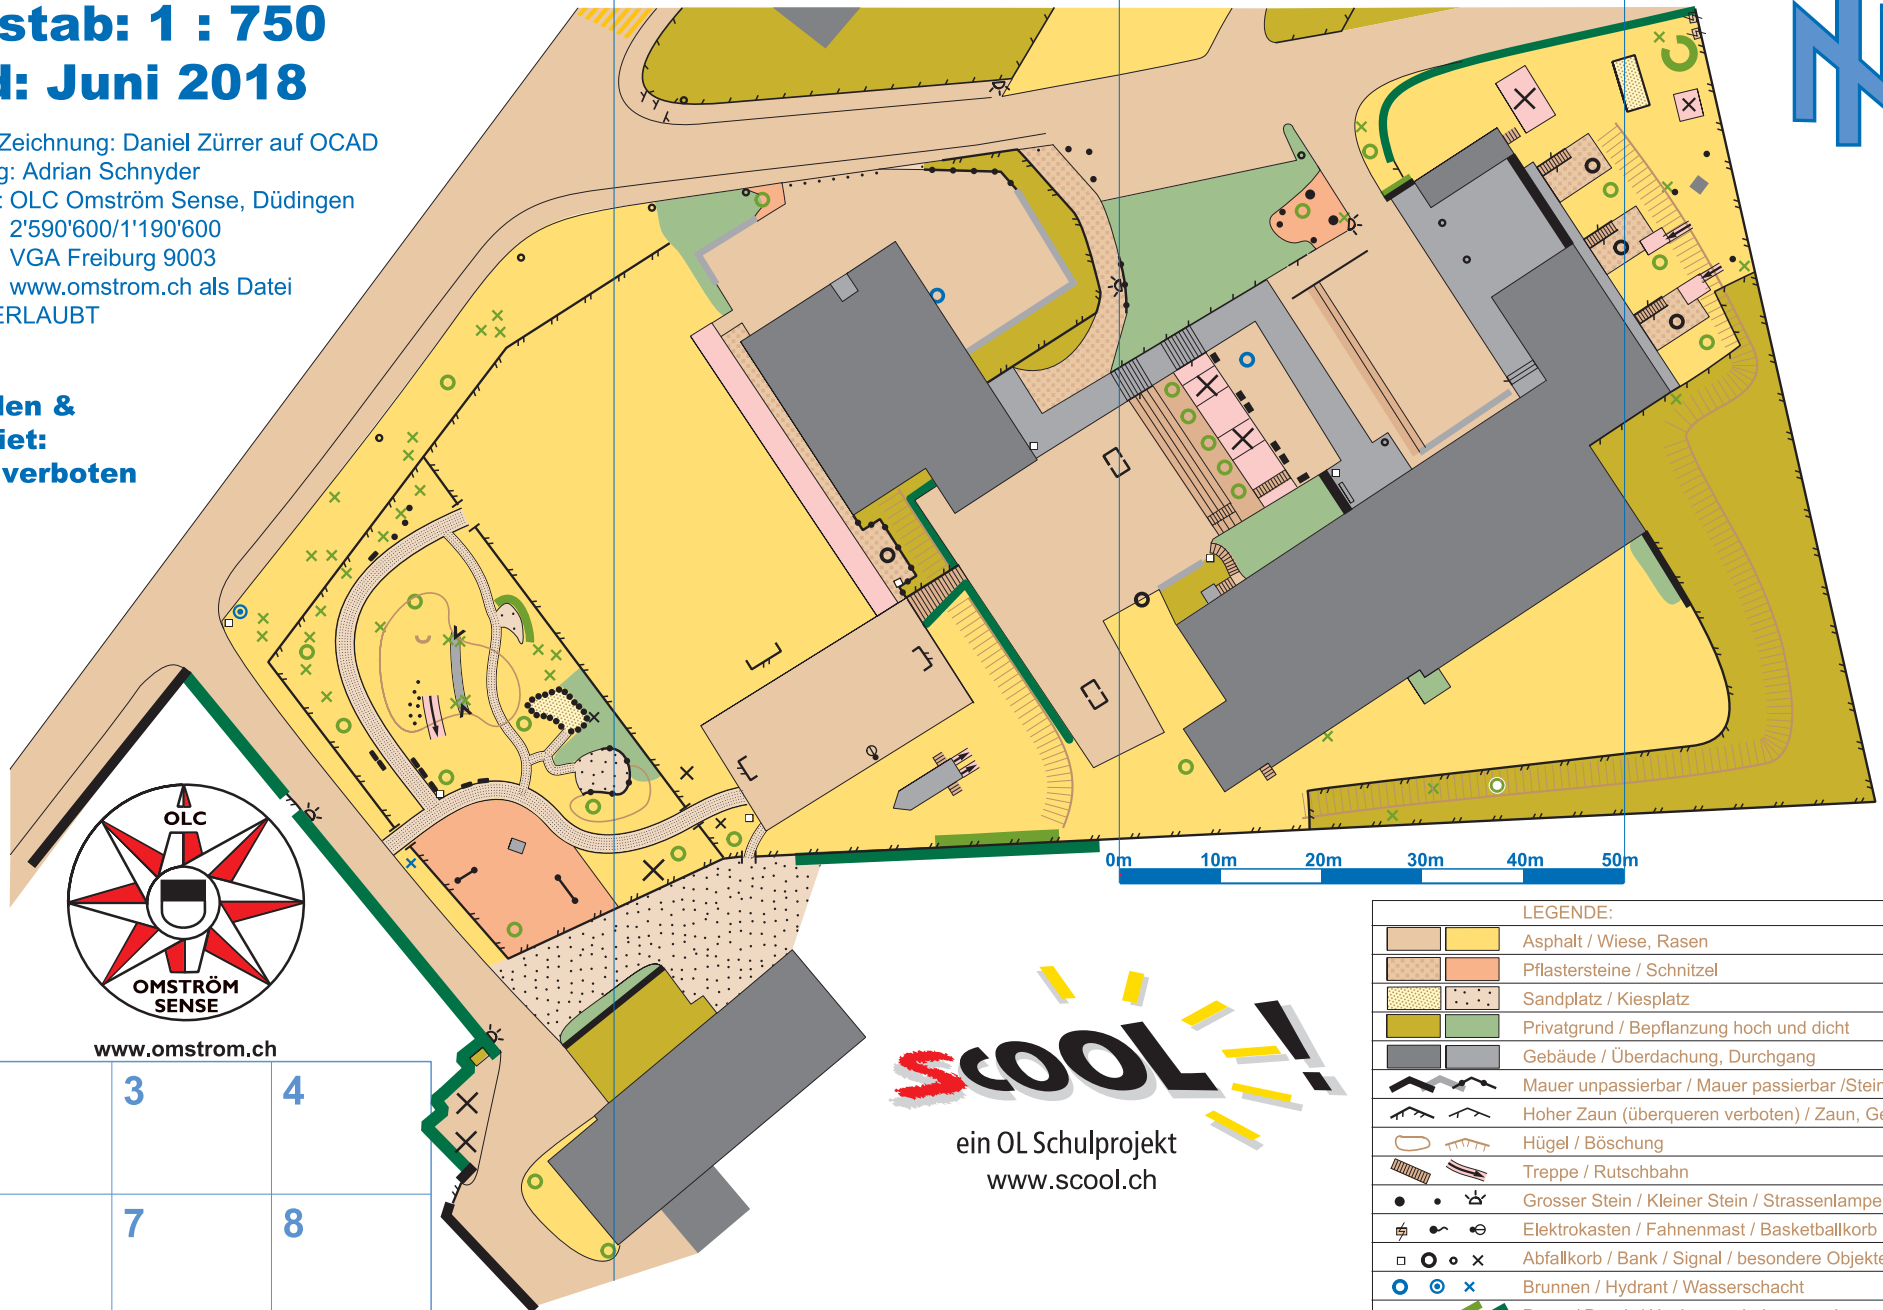 stab: 1 : 750
d: Juni 2018
Zeichnung: Daniel Zürrer auf OCAD
g: Adrian Schnyder
: OLC Omström Sense, Düdingen
2'590'600/1'190'600
VGA Freiburg 9003
www.omstrom.ch als Datei
ERLAUBT
den &
iet:
verboten
OLC
OMSTRÖM
SENSE
www.omstrom.ch
3 4
7 8
0m 10m 20m 30m 40m 50m
scool!
ein OL Schulprojekt
www.scool.ch
LEGENDE:
Asphalt / Wiese, Rasen
Pflastersteine / Schnitzel
Sandplatz / Kiesplatz
Privatgrund / Bepflanzung hoch und dicht
Gebäude / Überdachung, Durchgang
Mauer unpassierbar / Mauer passierbar /Stein
Hoher Zaun (überqueren verboten) / Zaun, Ge
Hügel / Böschung
Treppe / Rutschbahn
Grosser Stein / Kleiner Stein / Strassenlampe
Elektrokasten / Fahnenmast / Basketballkorb
Abfallkorb / Bank / Signal / besondere Objekte
Brunnen / Hydrant / Wasserschacht